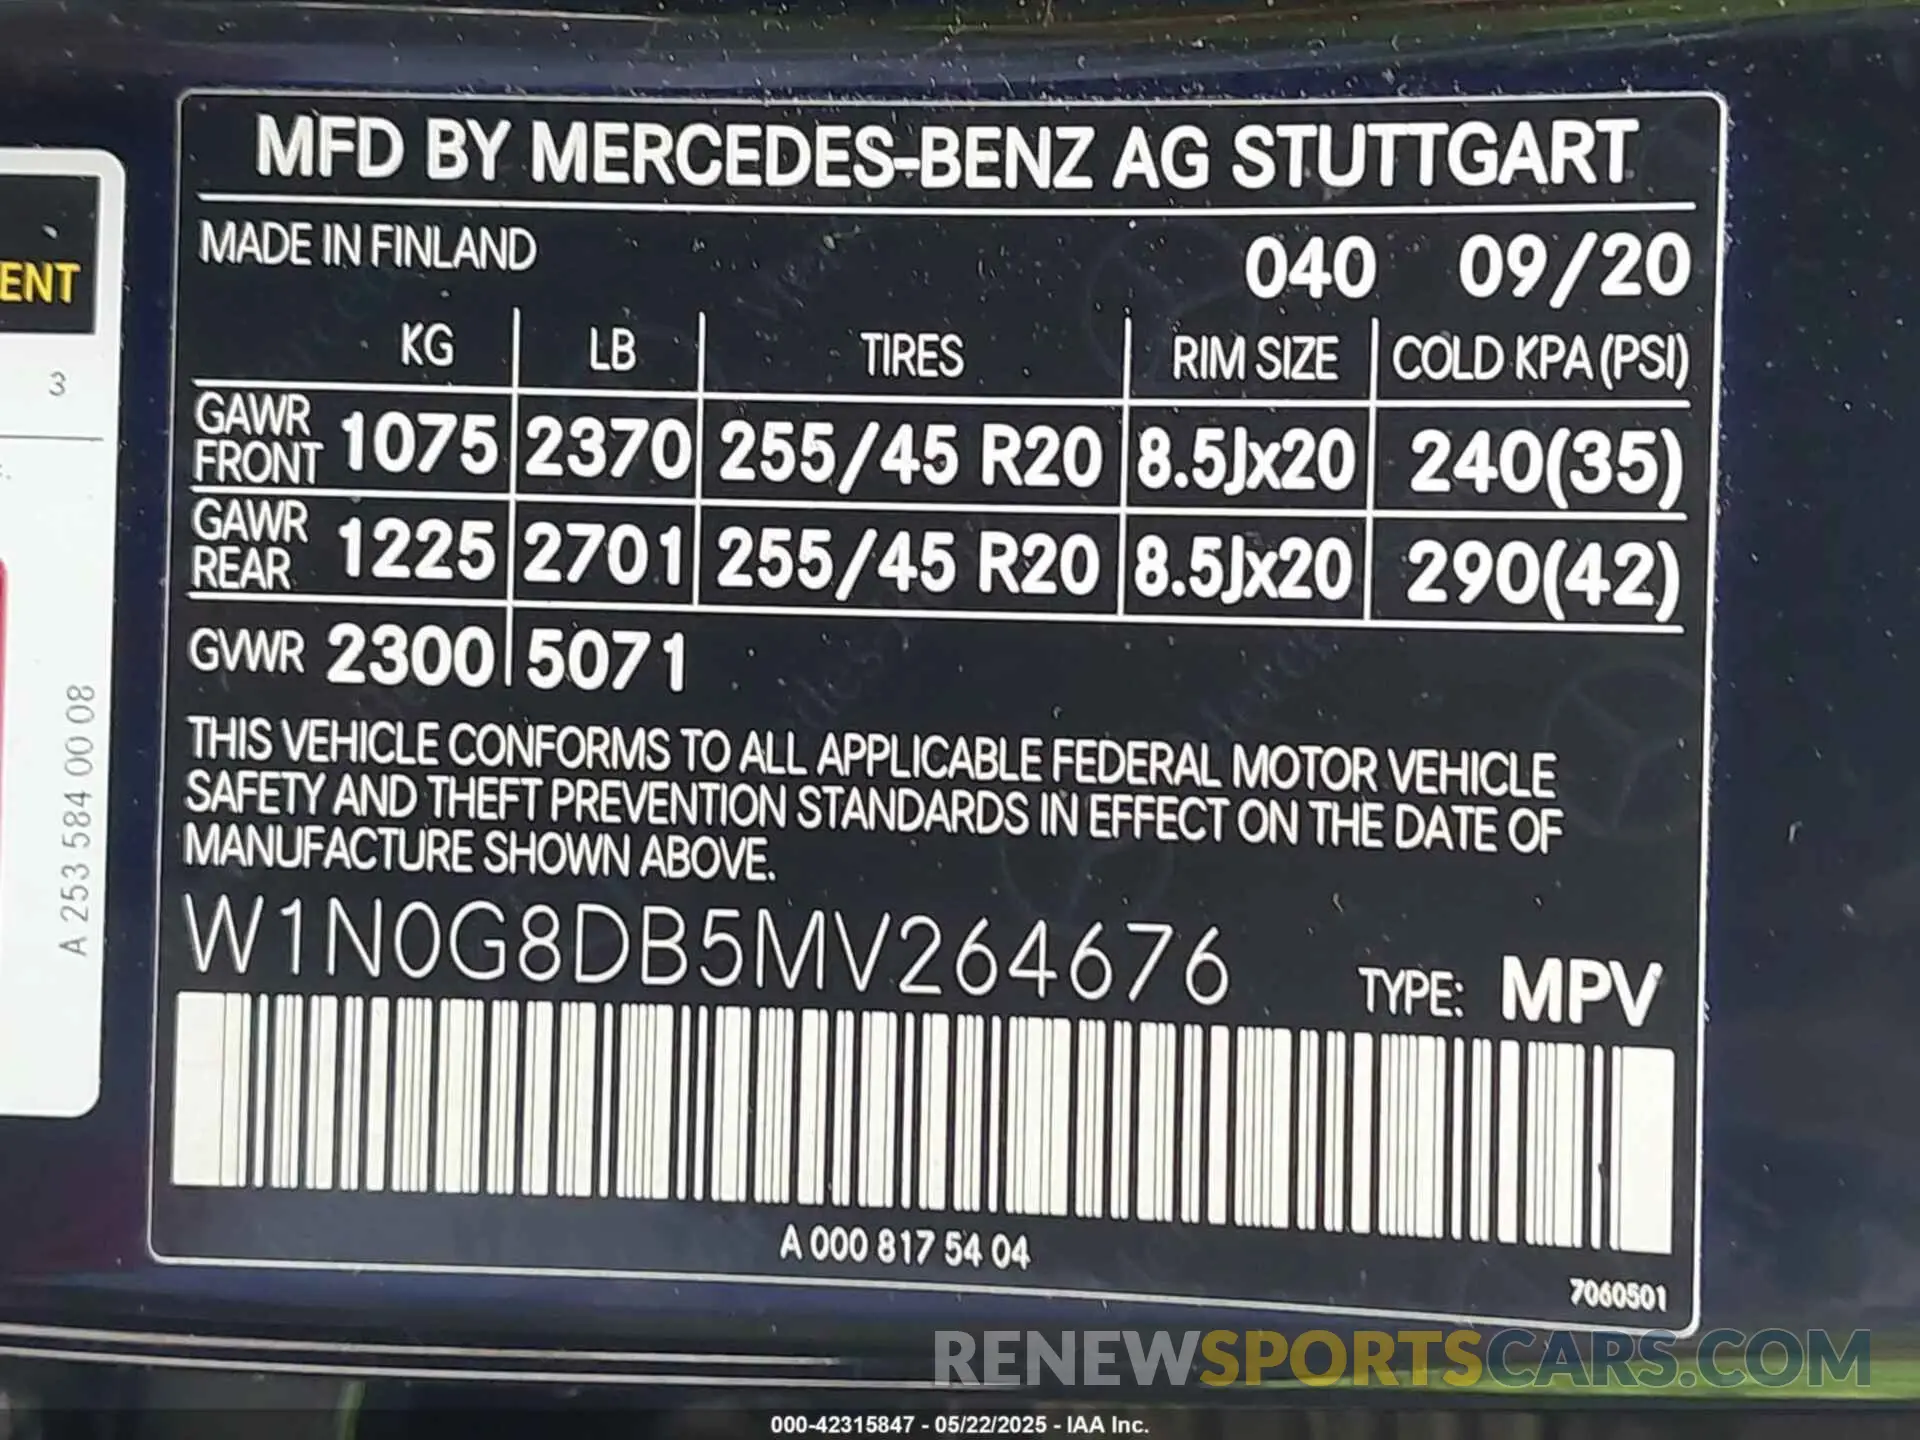 MFD BY MERCEDES-BENZ AG STUTTGART
MADE IN FINLAND 040 09/20
KG LB TIRES RIM SIZE COLD KPA (PSI)
GAWR FRONT 1075 2370 255/45 R20 8.5Jx20 240(35)
GAWR REAR 1225 2701 255/45 R20 8.5Jx20 290(42)
GVWR 2300 5071
THIS VEHICLE CONFORMS TO ALL APPLICABLE FEDERAL MOTOR VEHICLE
SAFETY AND THEFT PREVENTION STANDARDS IN EFFECT ON THE DATE OF
MANUFACTURE SHOWN ABOVE.
W1N0G8DB5MV264676 TYPE: MPV
A 000 817 54 04
7060501
ENT
3
A 253 584 00 08
RENEWSPORTSCARS.COM
000-42315847 - 05/22/2025 - IAA Inc.